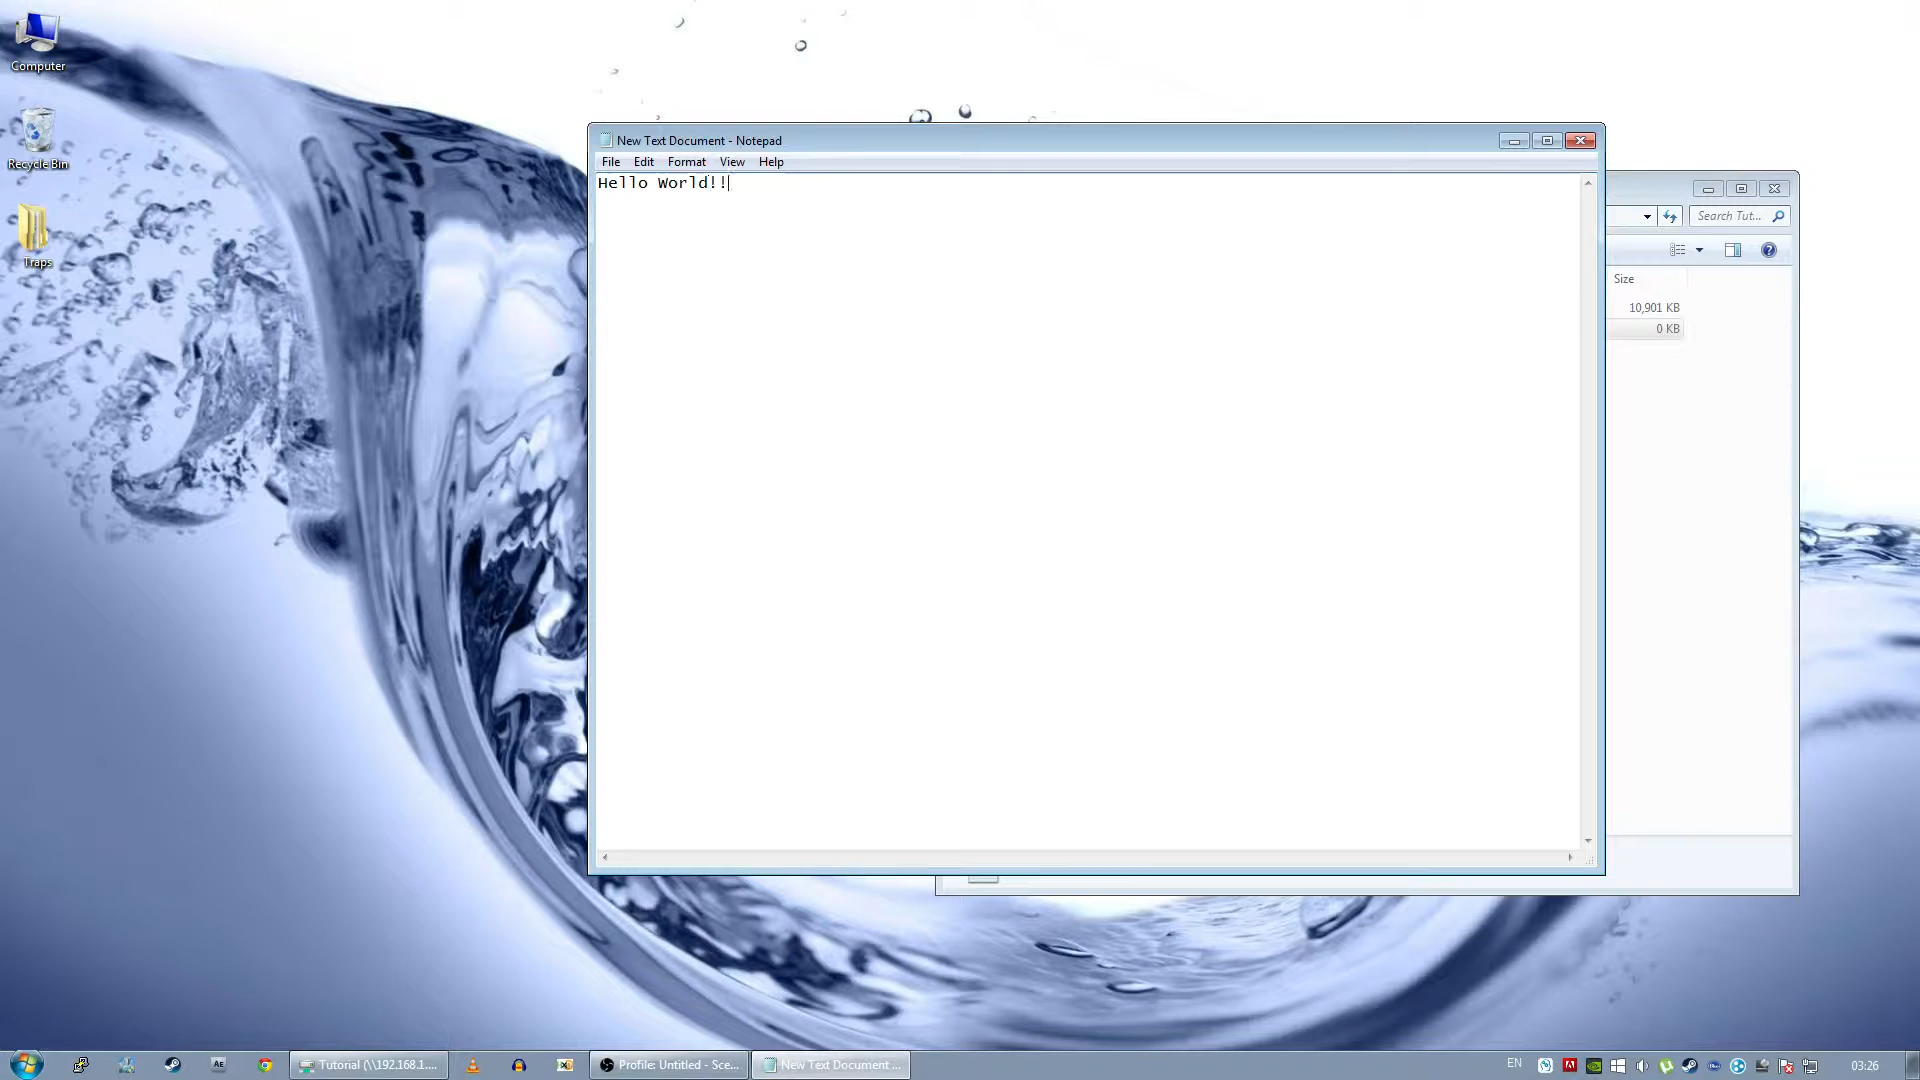 Computer
Recycle Bin
Traps
New Text Document - Notepad
File Edit Format View Help
Hello World!!
Search Tut...
Size
10,901 KB
0 KB
AE
Tutorial (\\192.168.1....
Profile: Untitled - Sce...
New Text Document ...
EN
03:26